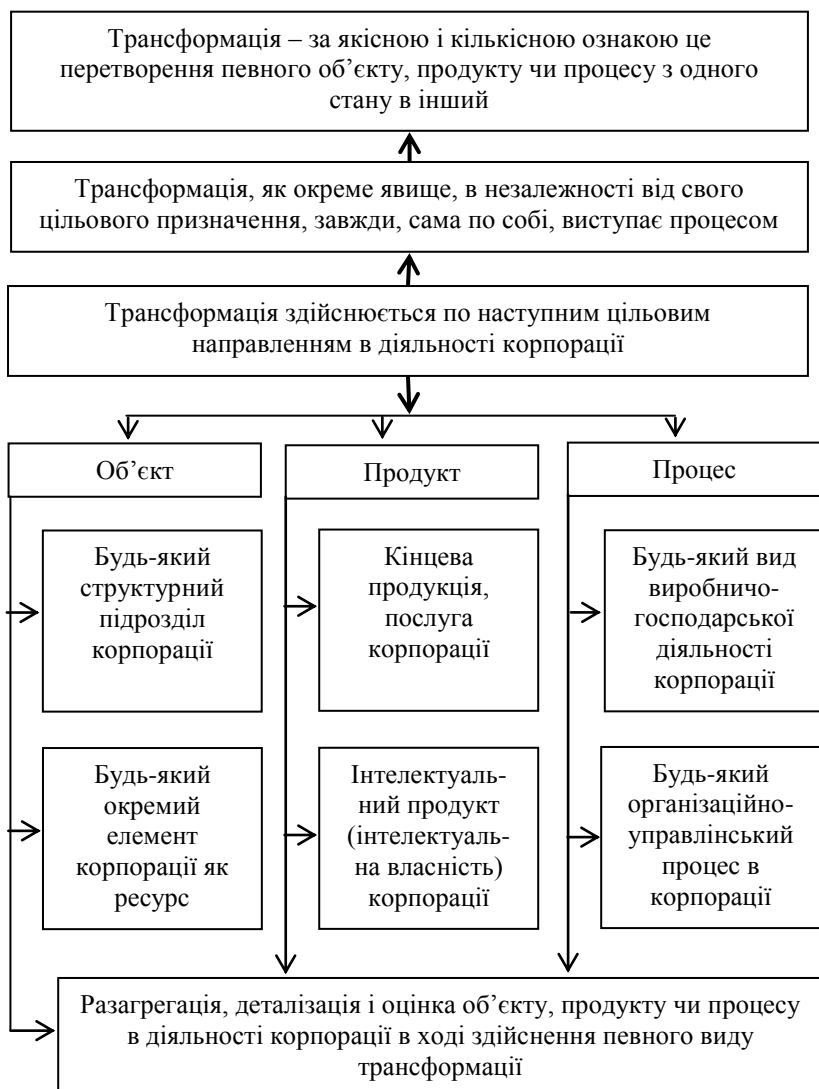 Трансформація – за якісною і кількісною ознакою це
перетворення певного об’єкту, продукту чи процесу з одного
стану в інший
Трансформація, як окреме явище, в незалежності від свого
цільового призначення, завжди, сама по собі, виступає процесом
Трансформація здійснюється по наступним цільовим
направленням в діяльності корпорації
Об’єкт
Продукт
Процес
Будь-який
структурний
підрозділ
корпорації
Кінцева
продукція,
послуга
корпорації
Будь-який вид
виробничо-
господарської
діяльності
корпорації
Будь-який
окремий
елемент
корпорації як
ресурс
Інтелектуаль-
ний продукт
(інтелектуаль-
на власність)
корпорації
Будь-який
організаційно-
управлінський
процес в
корпорації
Разагрегація, деталізація і оцінка об’єкту, продукту чи процесу
в діяльності корпорації в ході здійснення певного виду
трансформації